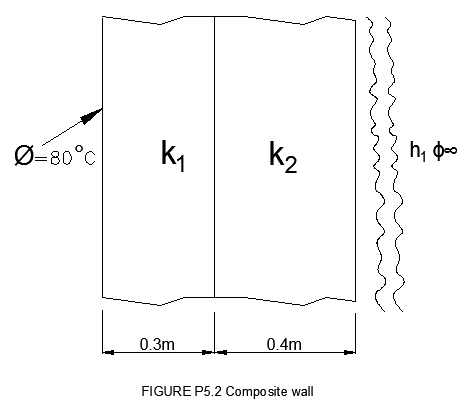 Ø=80°C
k1
k2
h1 ϕ∞
0.3m
0.4m
FIGURE P5.2 Composite wall